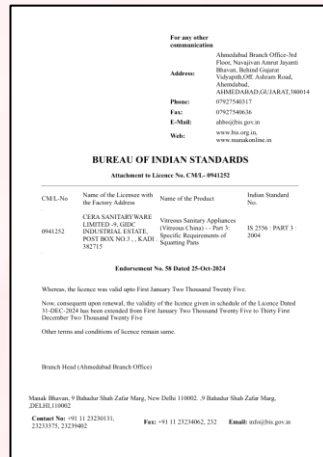 For any other
communication
Address:
Ahmedabad Branch Office-3rd
Floor, Navajivan Amrut Jayanti
Bhavan, Behind Gujarat
Vidyapith,Off. Ashram Road,
Ahemdabad,
AHMEDABAD,GUJARAT,380014
Phone: 07927540317
Fax: 07927540636
E-Mail: ahbo@bis.gov.in
Web: www.bis.org.in,
www.manakonline.in
BUREAU OF INDIAN STANDARDS
Attachment to Licence No. CM/L- 0941252
CM/L-No
Name of the Licensee with
the Factory Address
Name of the Product
Indian Standard
No.
0941252
CERA SANITARYWARE
LIMITED -9, GIDC
INDUSTRIAL ESTATE,
POST BOX NO.3 , , KADI
382715
Vitreous Sanitary Appliances
(Vitreous China) - - Part 3:
Specific Requirements of
Squatting Pans
IS 2556 : PART 3 :
2004
Endorsement No. 58 Dated 25-Oct-2024
Whereas, the licence was valid upto First January Two Thousand Twenty Five.
Now, consequent upon renewal, the validity of the licence given in schedule of the Licence Dated
31-DEC-2024 has been extended from First January Two Thousand Twenty Five to Thirty First
December Two Thousand Twenty Five
Other terms and conditions of licence remain same.
Branch Head (Ahmedabad Branch Office)
Manak Bhavan, 9 Bahadur Shah Zafar Marg, New Delhi 110002. ,9 Bahadur Shah Zafar Marg,
,DELHI,110002
Contact No: +91 11 23230131,
23233375, 23239402
Fax: +91 11 23234062, 232
Email: info@bis.gov.in